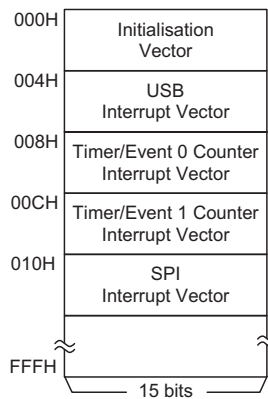 000H
Initialisation
Vector
004H
USB
Interrupt Vector
008H
Timer/Event 0 Counter
Interrupt Vector
00CH
Timer/Event 1 Counter
Interrupt Vector
010H
SPI
Interrupt Vector
FFFH
15 bits